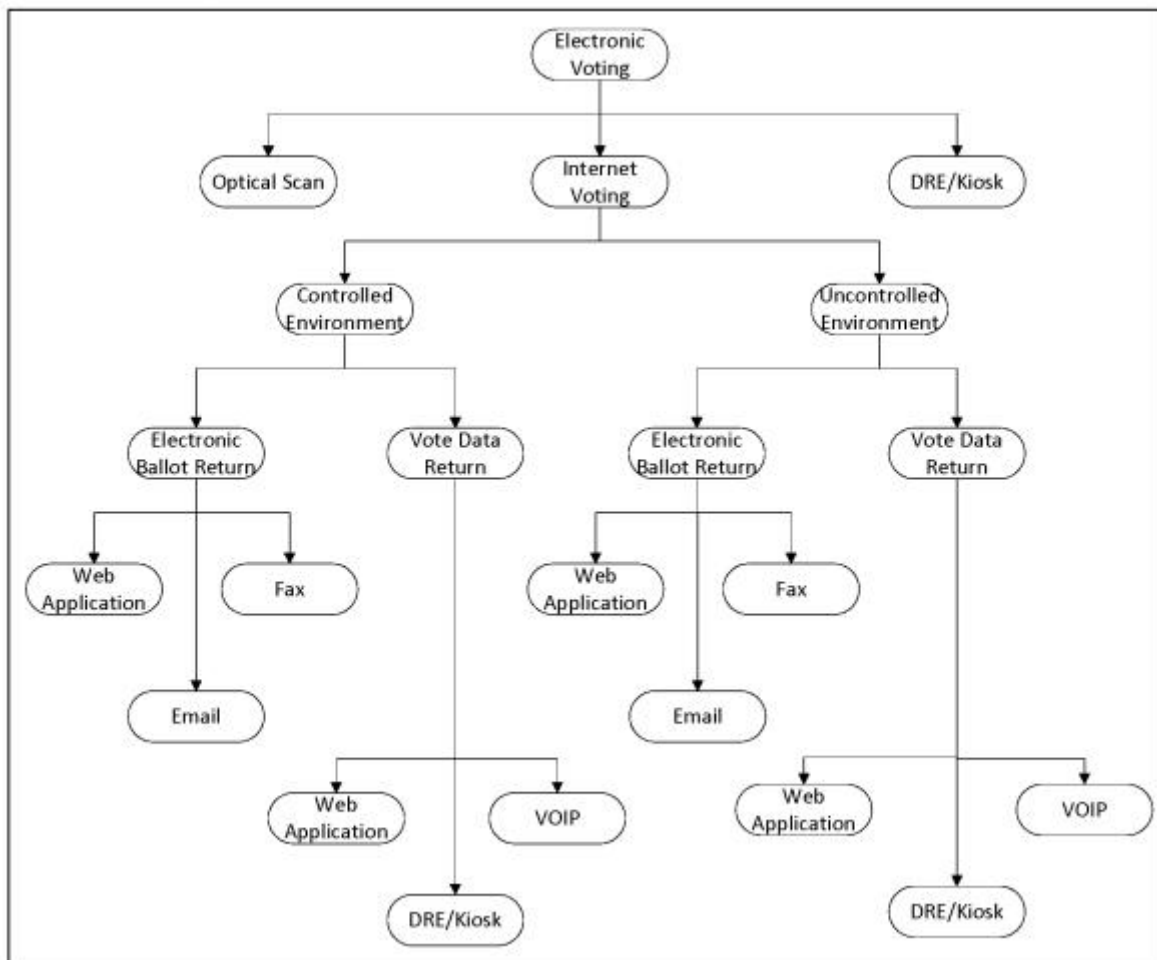 Electronic
Voting
Optical Scan
Internet
Voting
DRE/Kiosk
Controlled
Environment
Uncontrolled
Environment
Electronic
Ballot Return
Vote Data
Return
Electronic
Ballot Return
Vote Data
Return
Web
Application
Fax
Web
Application
Fax
Email
Email
Web
Application
VOIP
Web
Application
VOIP
DRE/Kiosk
DRE/Kiosk